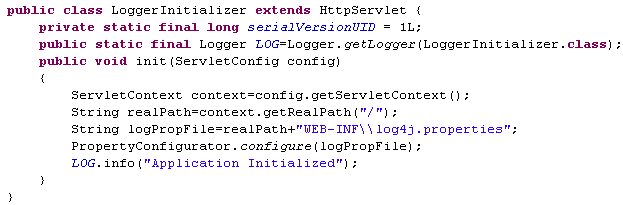 public class LoggerInitializer extends HttpServlet {
    private static final long serialVersionUID = 1L;
    public static final Logger LOG=Logger.getLogger(LoggerInitializer.class);
    public void init(ServletConfig config)
    {
        ServletContext context=config.getServletContext();
        String realPath=context.getRealPath("/");
        String logPropFile=realPath+"WEB-INF\\log4j.properties";
        PropertyConfigurator.configure(logPropFile);
        LOG.info("Application Initialized");
    }
}